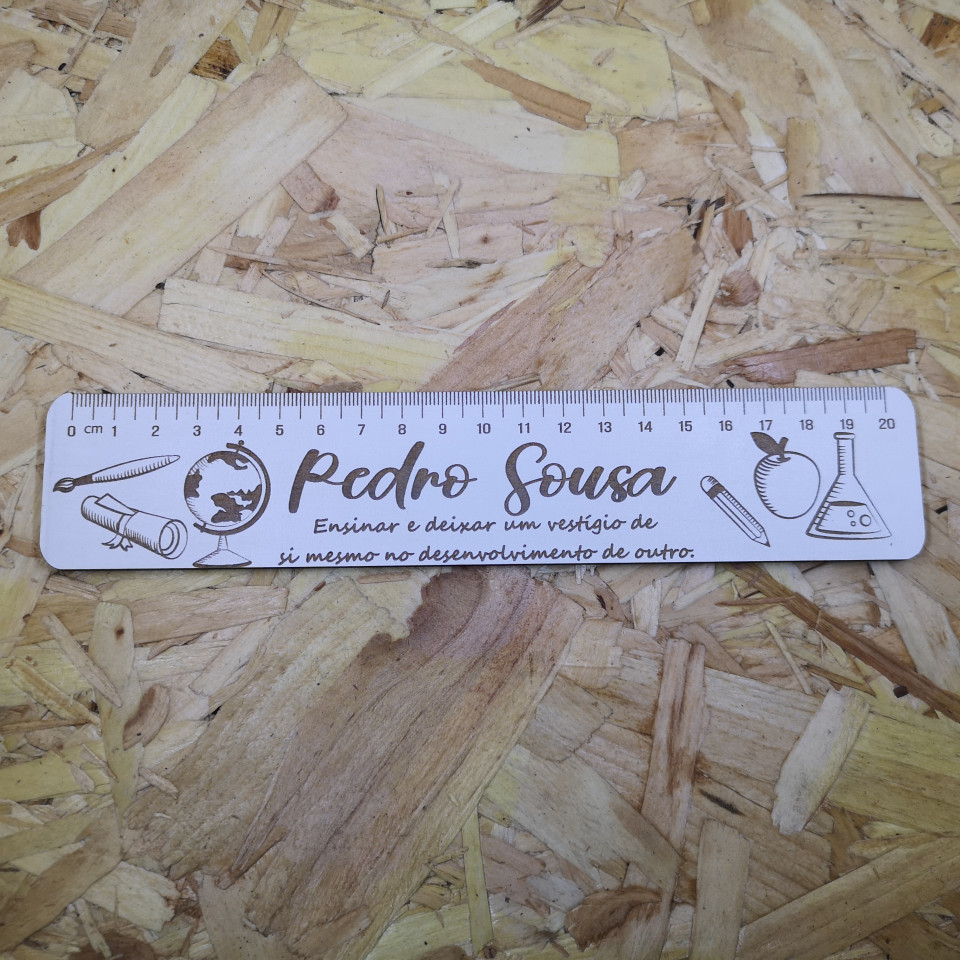 0 cm 1 2 3 4 5 6 7 8 9 10 11 12 13 14 15 16 17 18 19 20
Pedro Sousa
Ensinar e deixar um vestígio de
si mesmo no desenvolvimento de outro.